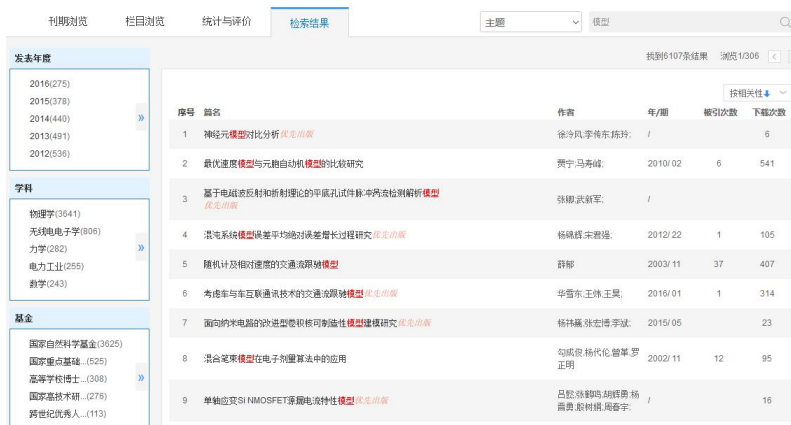 刊期浏览 栏目浏览 统计与评价 检索结果 主题 模型
找到6107条结果 浏览1/306
发表年度
2016(275)
2015(378)
2014(440)
2013(491)
2012(536)
学科
物理学(3641)
无线电电子学(806)
力学(282)
电力工业(255)
数学(243)
基金
国家自然科学基金(3625)
国家重点基础...(525)
高等学校博士...(308)
国家高技术研...(276)
跨世纪优秀人...(113)
按相关性
序号 篇名 作者 年/期 被引次数 下载次数
1 神经元模型对比分析优先出版 徐泠风;李传东;陈玲; / 6
2 最优速度模型与元胞自动机模型的比较研究 贾宁;马寿峰; 2010/02 6 541
3 基于电磁波反射和折射理论的平底孔试件脉冲涡流检测解析模型
优先出版 张卿;武新军; /
4 混沌系统模型误差平均绝对误差增长过程研究优先出版 杨锦辉;宋君强; 2012/22 1 105
5 随机计及相对速度的交通流跟驰模型 薛郁 2003/11 37 407
6 考虑车与车互联通讯技术的交通流跟驰模型优先出版 华雪东;王炜;王昊; 2016/01 1 314
7 面向纳米电路的改进型卷积核可制造性模型建模研究优先出版 杨祎巍;张宏博;李斌; 2015/05 23
8 混合笔束模型在电子剂量算法中的应用 勾成俊,杨代伦,曾革,罗
正明 2002/11 12 95
9 单轴应变Si NMOSFET源漏电流特性模型优先出版 吕懿;张鹤鸣;胡辉勇;杨
晋勇;殷树娟;周春宇; / 16